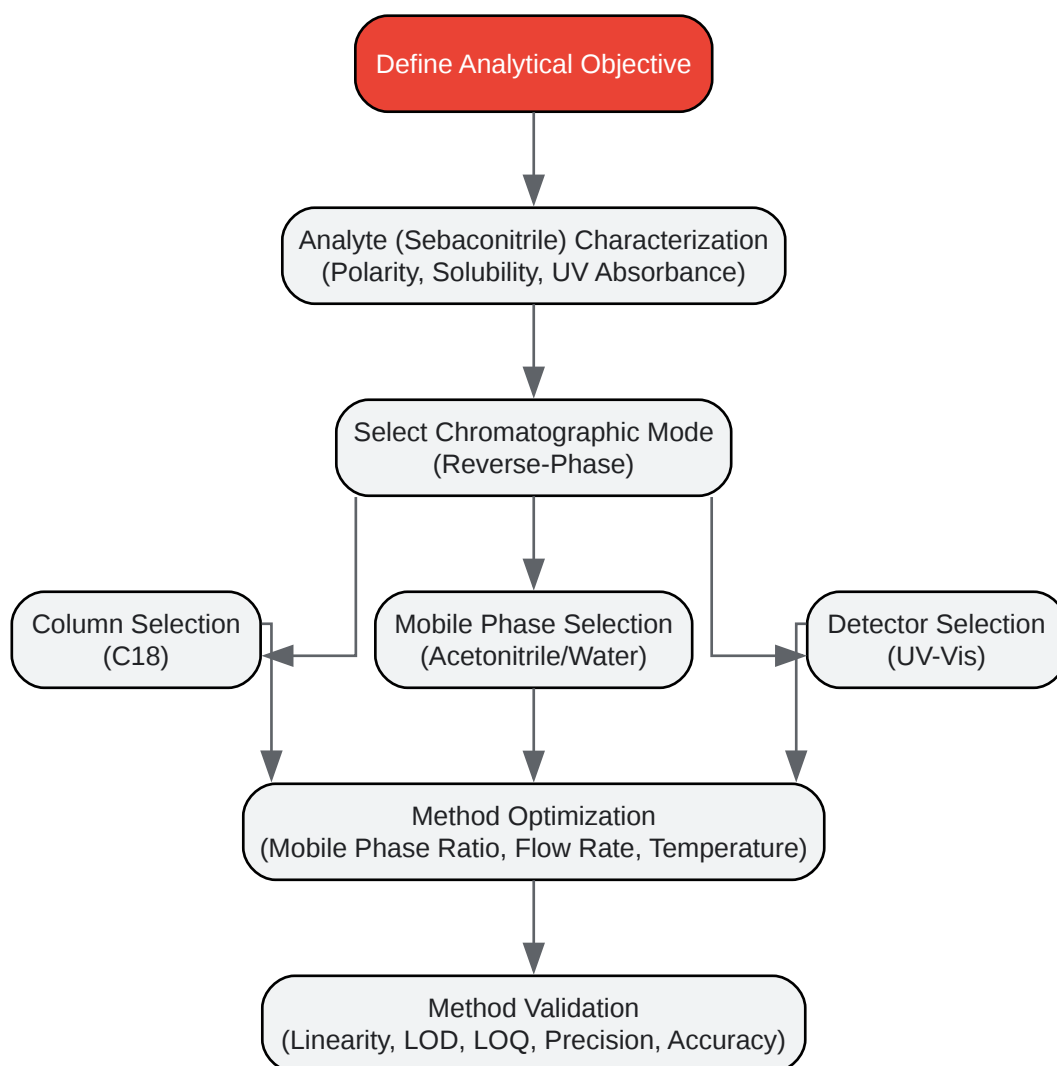 Define Analytical Objective
Analyte (Sebaconitrile) Characterization
(Polarity, Solubility, UV Absorbance)
Select Chromatographic Mode
(Reverse-Phase)
Column Selection
(C18)
Mobile Phase Selection
(Acetonitrile/Water)
Detector Selection
(UV-Vis)
Method Optimization
(Mobile Phase Ratio, Flow Rate, Temperature)
Method Validation
(Linearity, LOD, LOQ, Precision, Accuracy)